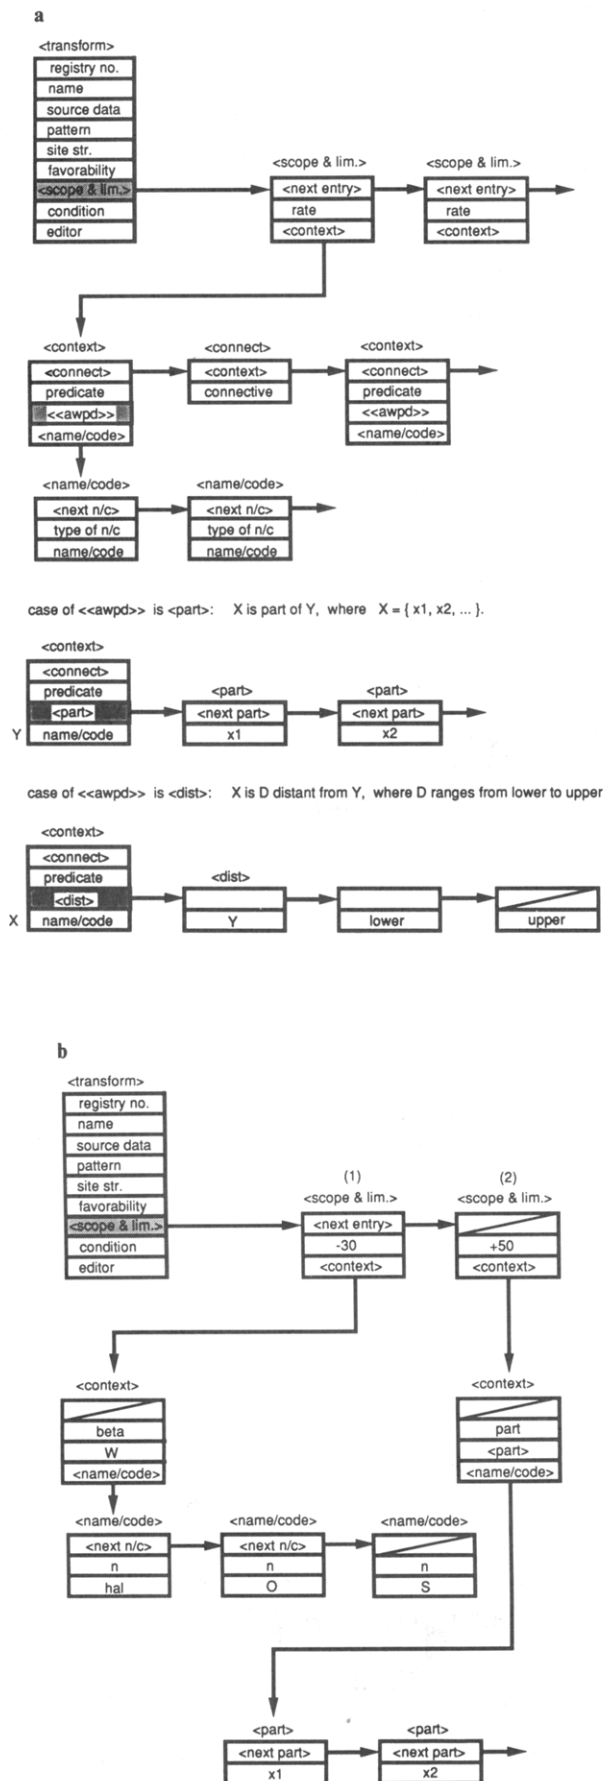 a
<transform>
registry no.
name
source data
pattern
site str.
favorability
<scope & lim.>
condition
editor
<scope & lim.>
<next entry>
rate
<context>
<scope & lim.>
<next entry>
rate
<context>
<context>
<connect>
predicate
<<awpd>>
<name/code>
<connect>
<context>
connective
<context>
<connect>
predicate
<<awpd>>
<name/code>
<name/code>
<next n/c>
type of n/c
name/code
<name/code>
<next n/c>
type of n/c
name/code
case of <<awpd>> is <part>: X is part of Y, where X = { x1, x2, ... }.
<context>
<connect>
predicate
<part>
Y name/code
<part>
<next part>
x1
<part>
<next part>
x2
case of <<awpd>> is <dist>: X is D distant from Y, where D ranges from lower to upper
<context>
<connect>
predicate
<dist>
X name/code
<dist>
Y
lower
upper
b
<transform>
registry no.
name
source data
pattern
site str.
favorability
<scope & lim.>
condition
editor
(1)
<scope & lim.>
<next entry>
-30
<context>
(2)
<scope & lim.>
+50
<context>
<context>
beta
W
<name/code>
<context>
part
<part>
<name/code>
<name/code>
<next n/c>
n
hal
<name/code>
<next n/c>
n
O
<name/code>
n
S
<part>
<next part>
x1
<part>
<next part>
x2